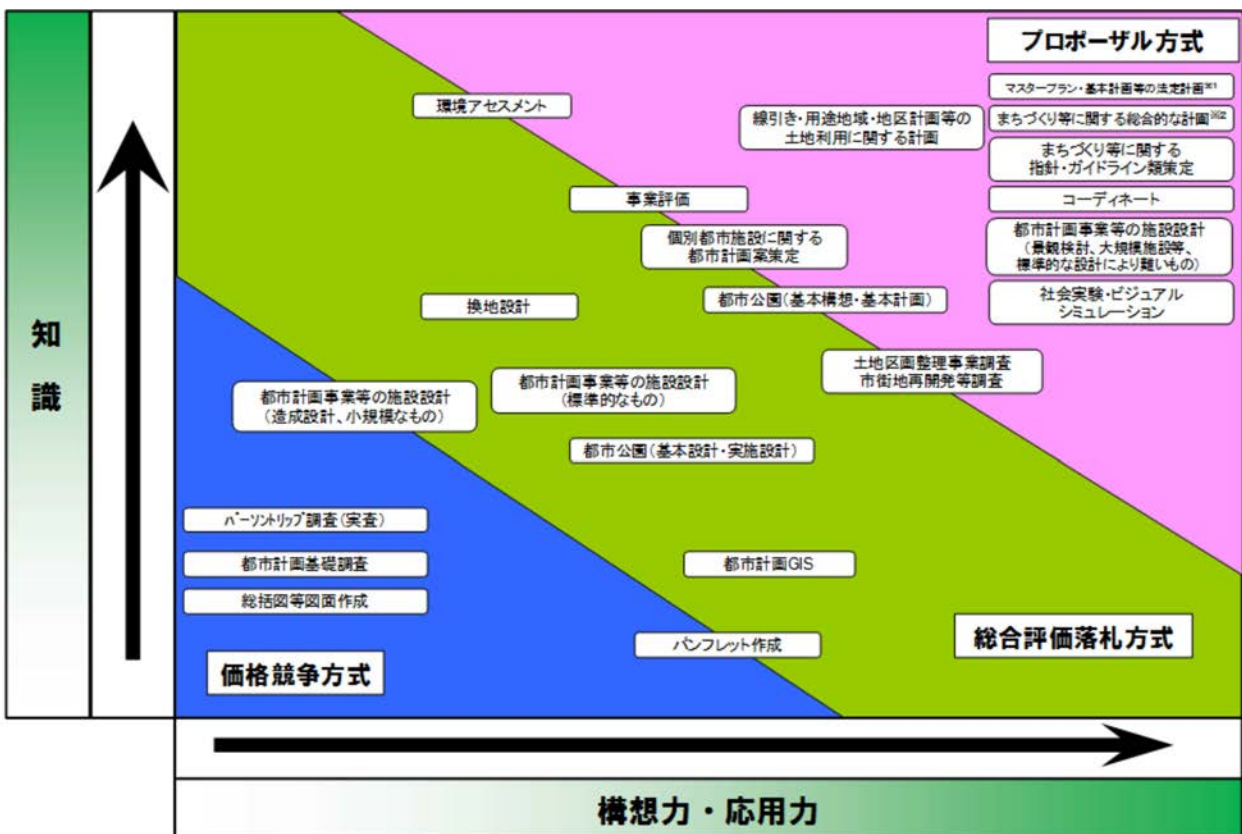 プロポーザル方式
マスタープラン・基本計画等の法定計画※1
環境アセスメント
線引き・用途地域・地区計画等の
土地利用に関する計画
まちづくり等に関する総合的な計画※2
まちづくり等に関する
指針・ガイドライン類策定
事業評価
コーディネート
個別都市施設に関する
都市計画案策定
都市計画事業等の施設設計
(景観検討、大規模施設等、
標準的な設計により難いもの)
換地設計
都市公園(基本構想・基本計画)
社会実験・ビジュアル
シミュレーション
知
識
土地区画整理事業調査
市街地再開発等調査
都市計画事業等の施設設計
(標準的なもの)
都市計画事業等の施設設計
(造成設計、小規模なもの)
都市公園(基本設計・実施設計)
パーソントリップ調査(実査)
都市計画基礎調査
都市計画GIS
総括図等図面作成
パンフレット作成
総合評価落札方式
価格競争方式
構想力・応用力